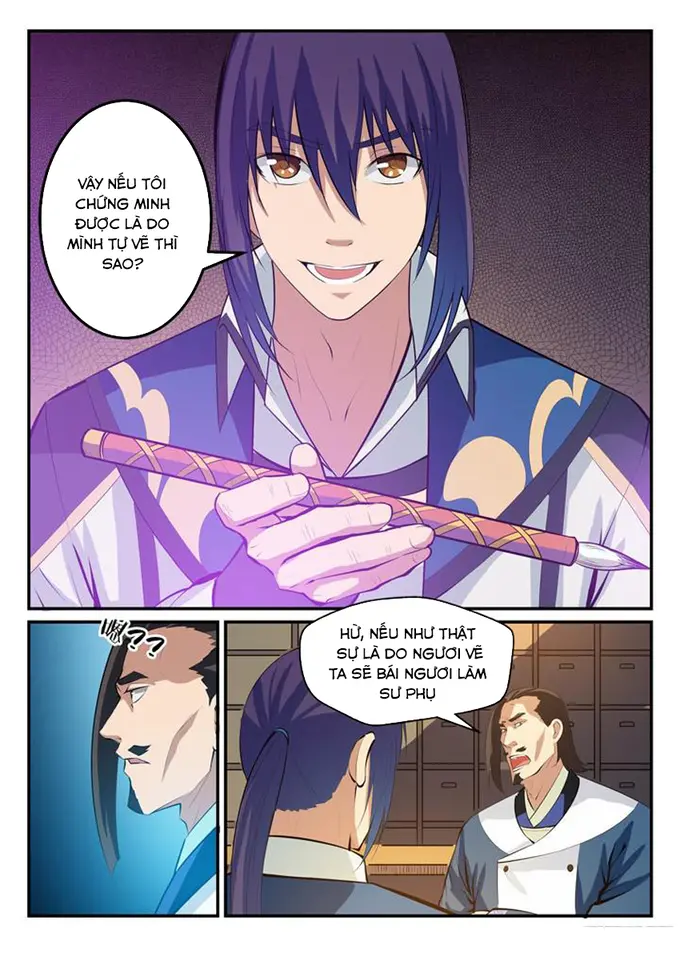 VẬY NẾU TÔI
CHỨNG MINH
ĐƯỢC LÀ DO
MÌNH TỰ VẼ THÌ
SAO?
??
HỪ, NẾU NHƯ THẬT
SỰ LÀ DO NGƯƠI VẼ
TA SẼ BÁI NGƯƠI LÀM
SƯ PHỤ